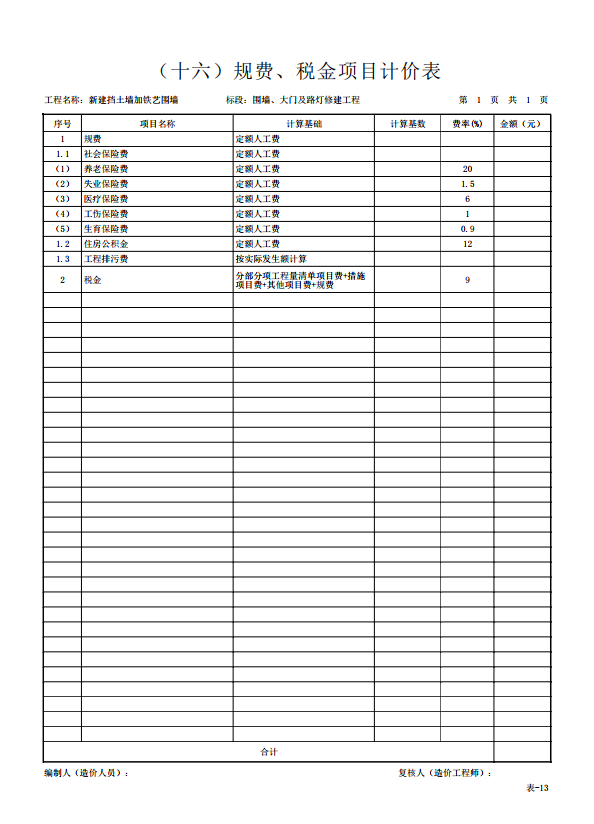 （十六）规费、税金项目计价表
工程名称：新建挡土墙加铁艺围墙 标段：围墙、大门及路灯修建工程 第 1 页 共 1 页
序号 项目名称 计算基础 计算基数 费率(%) 金额（元）
1 规费 定额人工费
1.1 社会保险费 定额人工费
（1） 养老保险费 定额人工费 20
（2） 失业保险费 定额人工费 1.5
（3） 医疗保险费 定额人工费 6
（4） 工伤保险费 定额人工费 1
（5） 生育保险费 定额人工费 0.9
1.2 住房公积金 定额人工费 12
1.3 工程排污费 按实际发生额计算
2 税金 分部分项工程量清单项目费+措施 9
项目费+其他项目费+规费
合计
编制人（造价人员）： 复核人（造价工程师）：
表-13